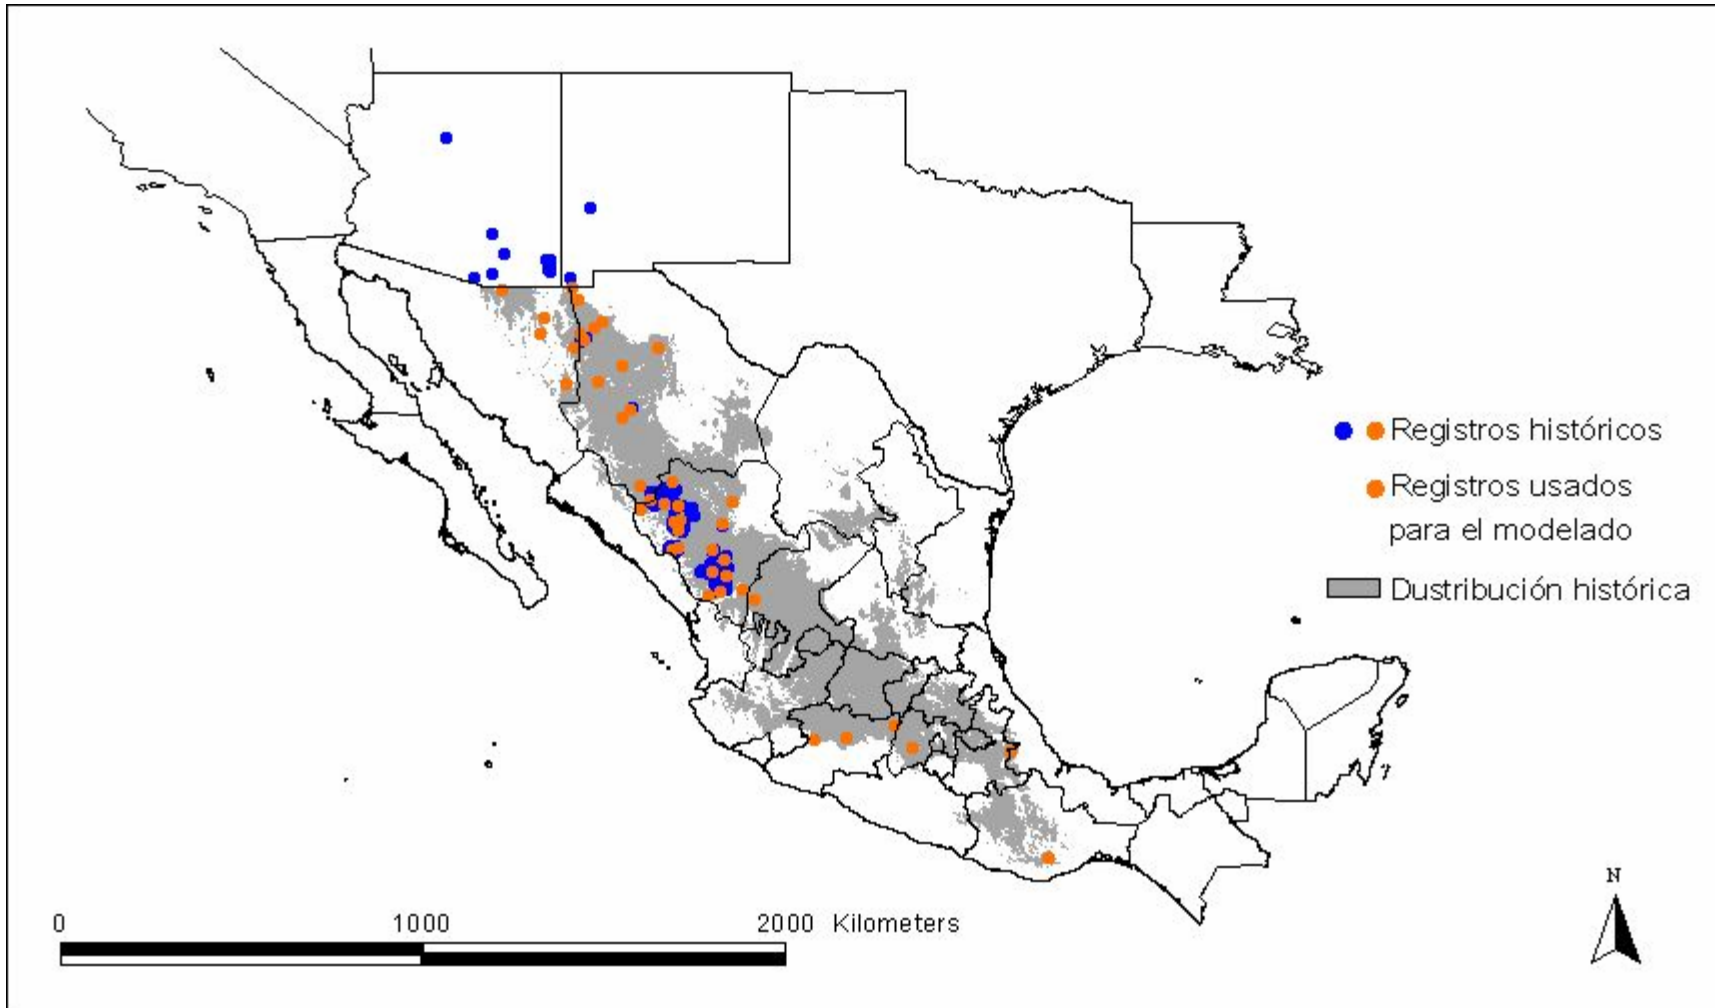 Registros históricos
Registros usados
para el modelado
Dustribución histórica
N
0 1000 2000 Kilometers